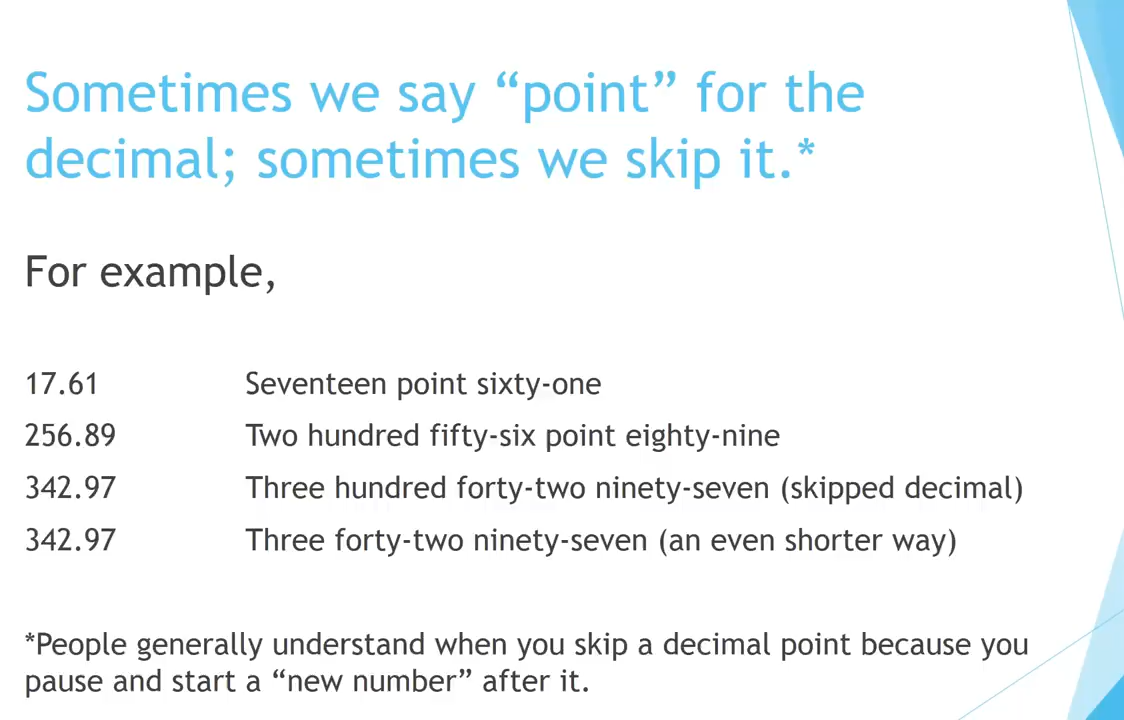 Sometimes we say “point” for the
decimal; sometimes we skip it.*
For example,
17.61 Seventeen point sixty-one
256.89 Two hundred fifty-six point eighty-nine
342.97 Three hundred forty-two ninety-seven (skipped decimal)
342.97 Three forty-two ninety-seven (an even shorter way)
*People generally understand when you skip a decimal point because you
pause and start a “new number” after it.